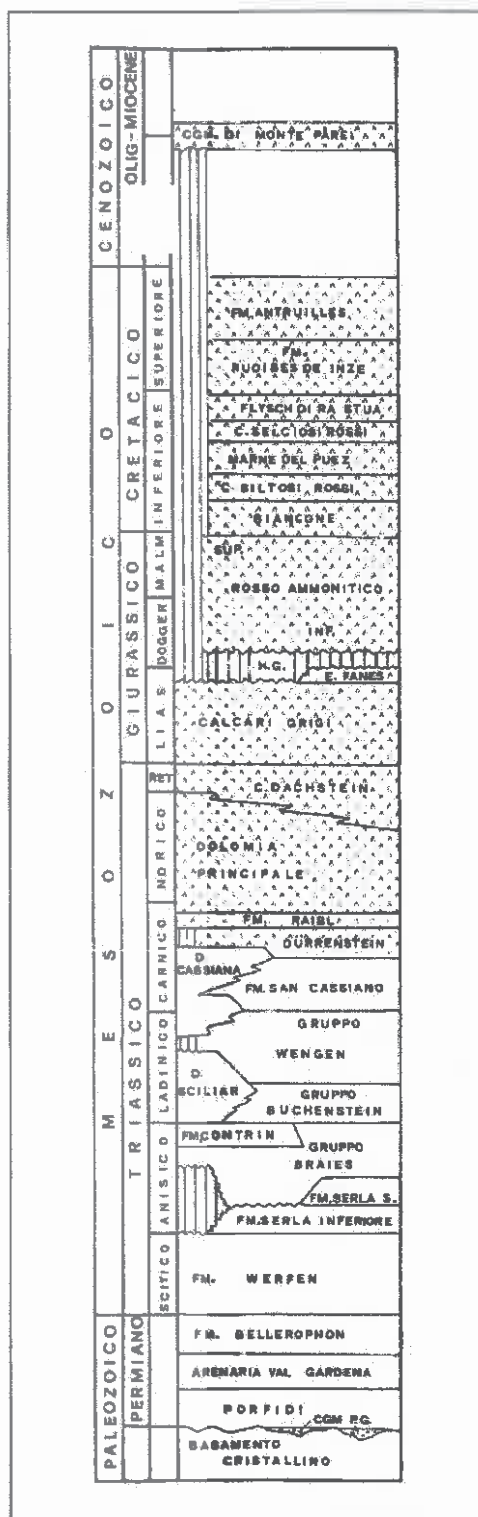 CENOZOICO
OLIG-MIOCENE
CGM. DI MONTE PAREI
MESOZOICO
CRETACICO
SUPERIORE
FM. ANTRUILLES
FM.
RUOIBES DE INZE
INFERIORE
FLYSCH DI RA STUA
C. SELCIOSI ROSSI
MARNE DEL PUEZ
C. SILTOSI ROSSI
BIANCONE
GIURASSICO
MALM
SUP.
ROSSO AMMONITICO
DOGGER
INF.
H.G.
E. FANES
LIAS
CALCARI GRIGI
TRIASSICO
RET
C. DACHSTEIN
NORICO
DOLOMIA
PRINCIPALE
CARNICO
FM. RAIBL
DURRENSTEIN
D.
CASSIANA
FM. SAN CASSIANO
LADINICO
GRUPPO
WENGEN
D.
SCILIAR
GRUPPO
BUCHENSTEIN
ANISICO
FM. CONTRIN
GRUPPO
BRAIES
FM. SERLA S.
FM. SERLA INFERIORE
SCITICO
FM. WERFEN
PALEOZOICO
PERMIANO
FM. BELLEROPHON
ARENARIA VAL GARDENA
PORFIDI
CGM P.G.
BASAMENTO
CRISTALLINO